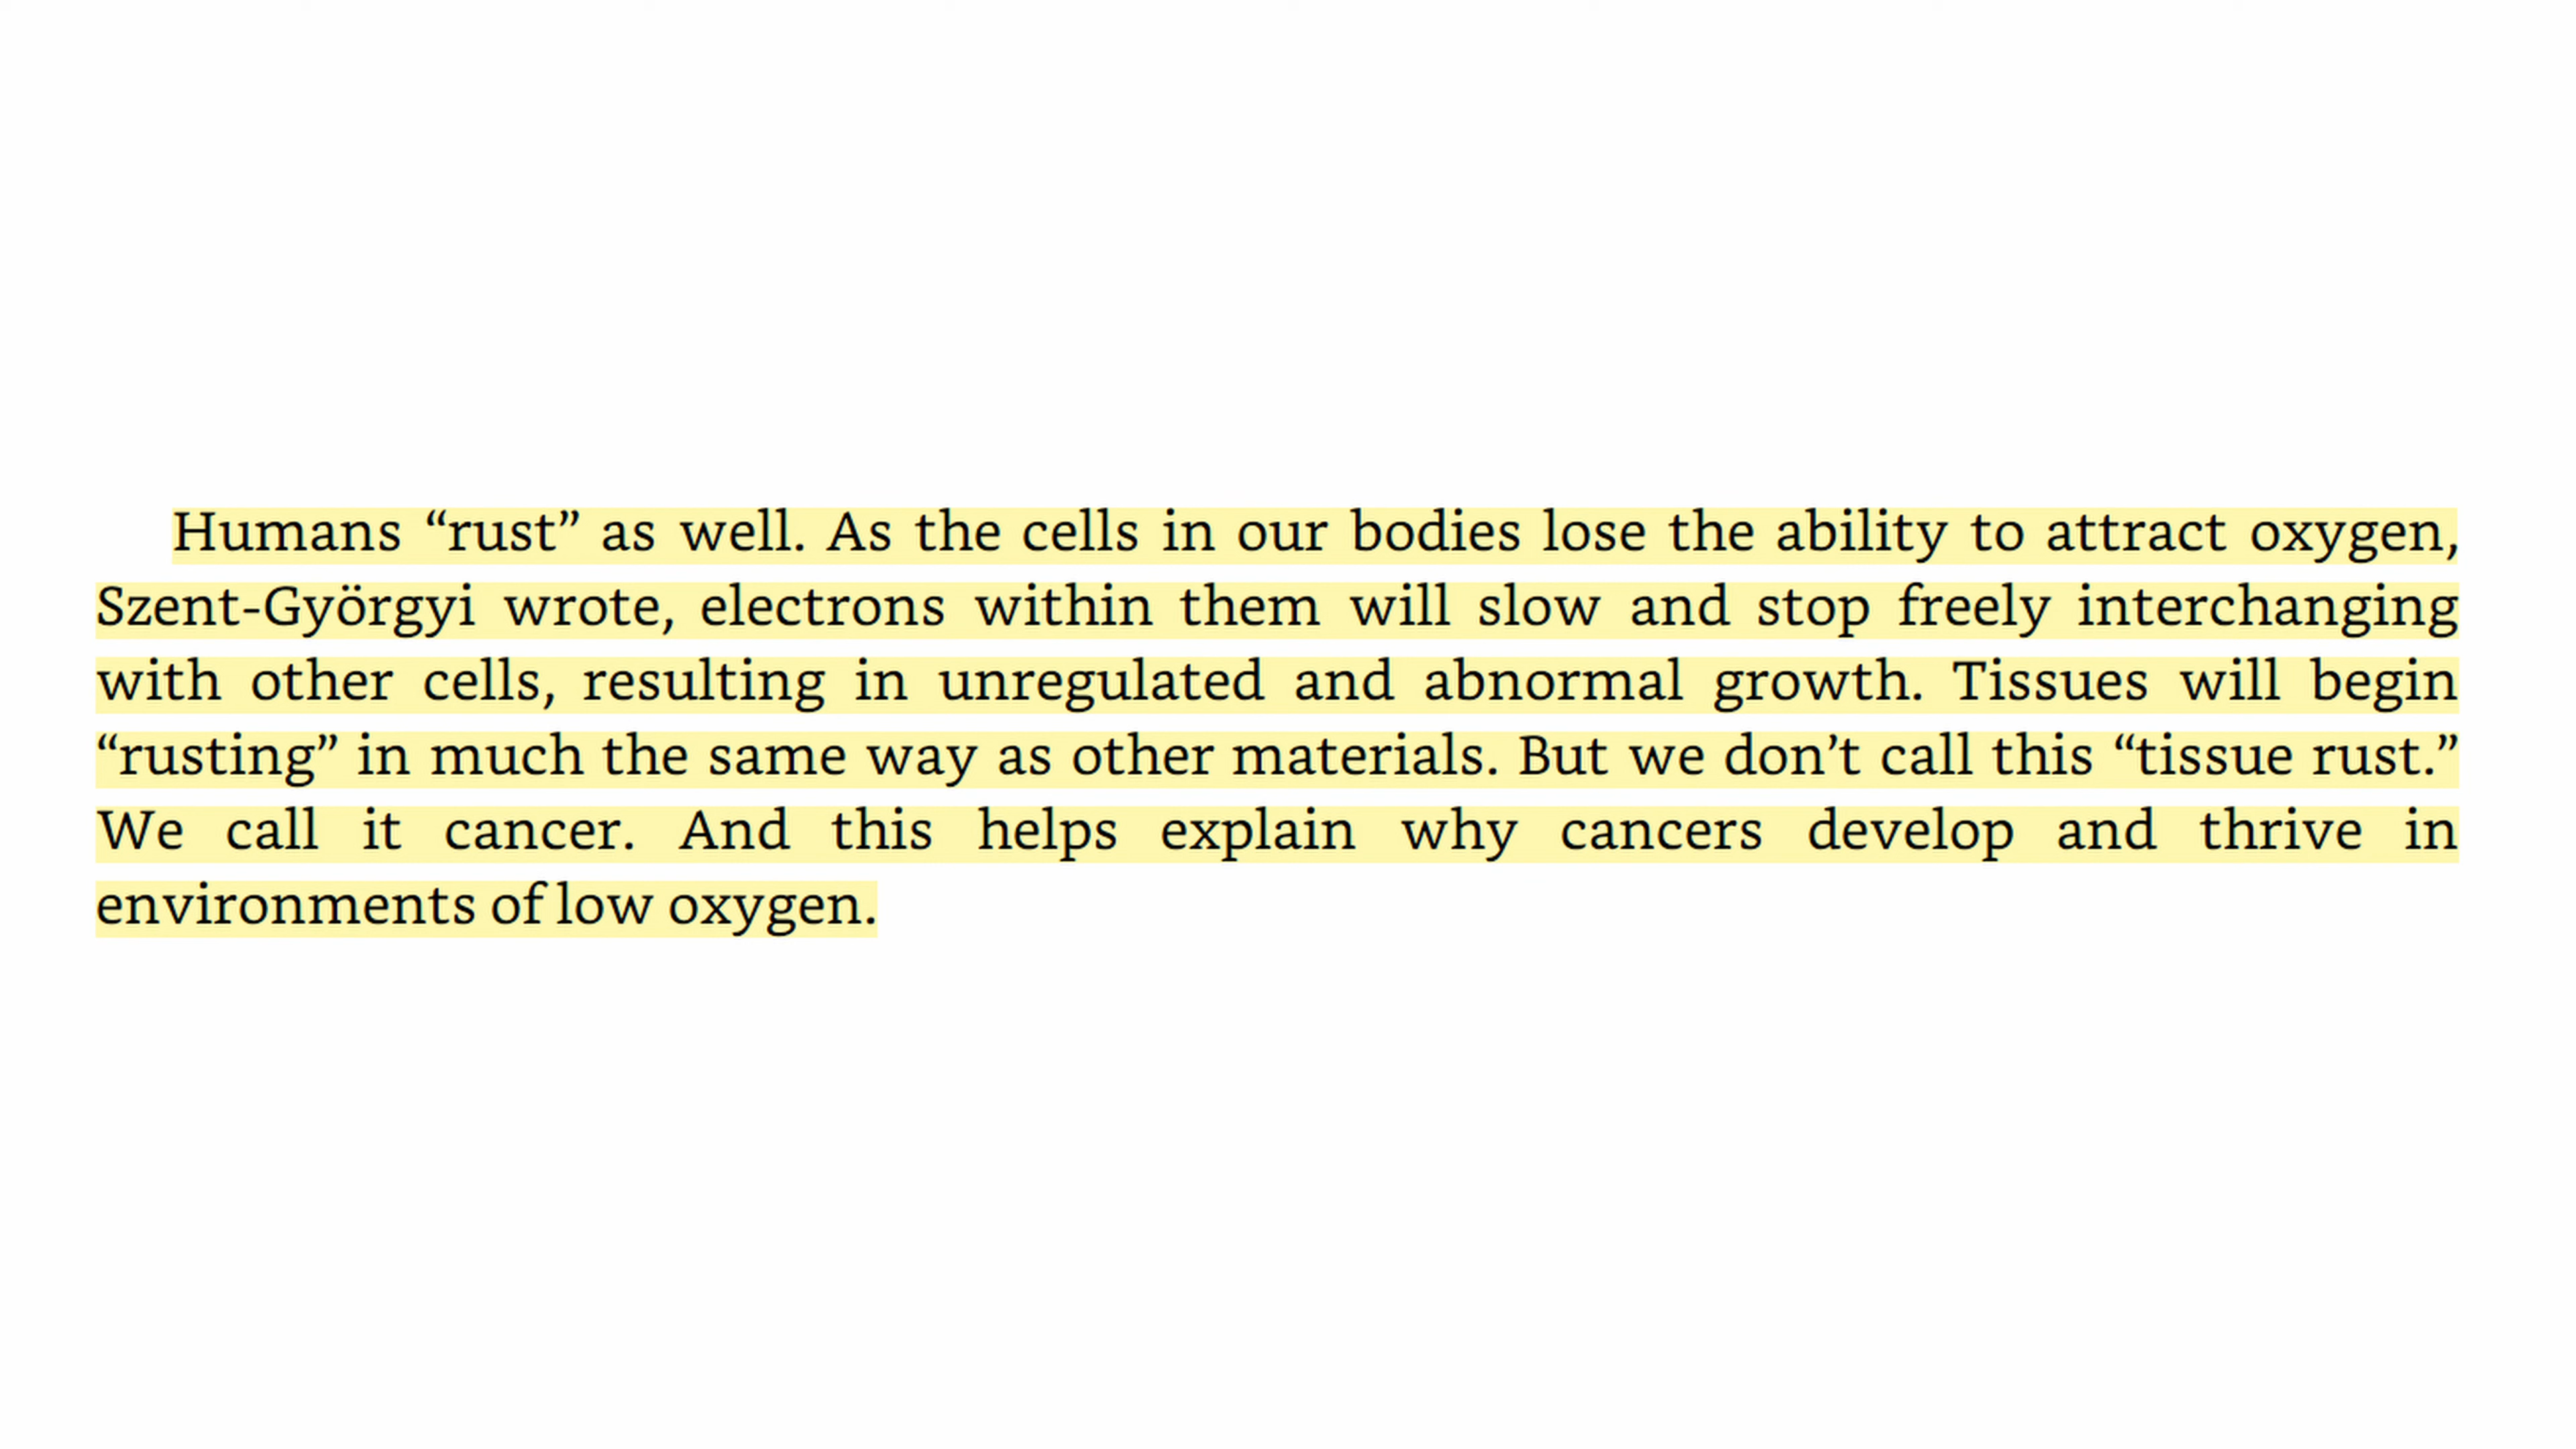 Humans “rust” as well. As the cells in our bodies lose the ability to attract oxygen,
Szent-Györgyi wrote, electrons within them will slow and stop freely interchanging
with other cells, resulting in unregulated and abnormal growth. Tissues will begin
“rusting” in much the same way as other materials. But we don’t call this “tissue rust.”
We call it cancer. And this helps explain why cancers develop and thrive in
environments of low oxygen.